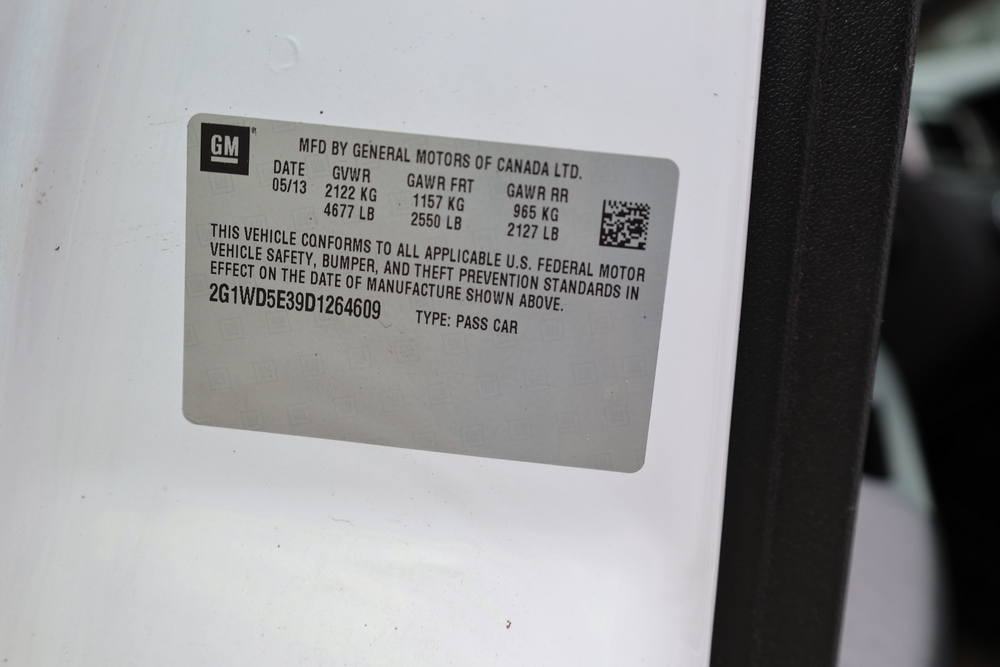 GM
MFD BY GENERAL MOTORS OF CANADA LTD.
DATE GVWR GAWR FRT GAWR RR
05/13 2122 KG 1157 KG 965 KG
4677 LB 2550 LB 2127 LB
THIS VEHICLE CONFORMS TO ALL APPLICABLE U.S. FEDERAL MOTOR
VEHICLE SAFETY, BUMPER, AND THEFT PREVENTION STANDARDS IN
EFFECT ON THE DATE OF MANUFACTURE SHOWN ABOVE.
2G1WD5E39D1264609 TYPE: PASS CAR